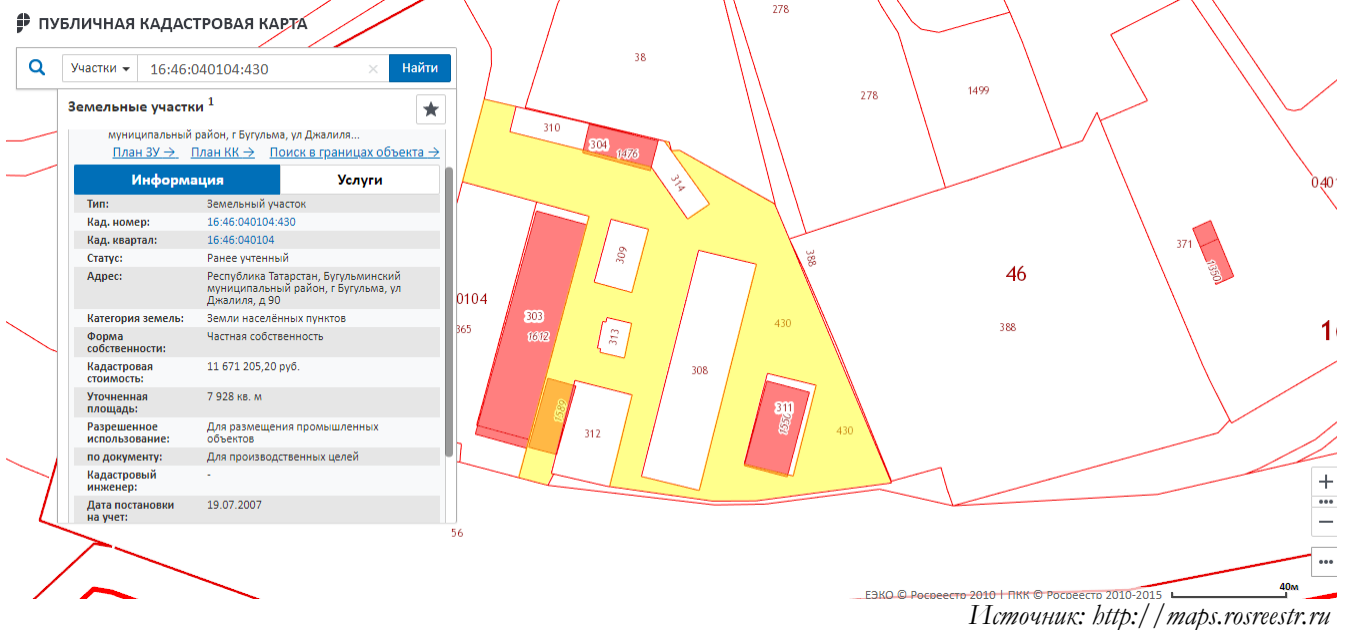 ПУБЛИЧНАЯ КАДАСТРОВАЯ КАРТА
Участки
16:46:040104:430
Найти
Земельные участки 1
муниципальный район, г Бугульма, ул Джалиля...
План ЗУ → План КК → Поиск в границах объекта →
Информация
Услуги
Тип: Земельный участок
Кад. номер: 16:46:040104:430
Кад. квартал: 16:46:040104
Статус: Ранее учтенный
Адрес: Республика Татарстан, Бугульминский
муниципальный район, г Бугульма, ул
Джалиля, д 90
Категория земель: Земли населённых пунктов
Форма Частная собственность
собственности:
Кадастровая 11 671 205,20 руб.
стоимость:
Уточненная 7 928 кв. м
площадь:
Разрешенное Для размещения промышленных
использование: объектов
по документу: Для производственных целей
Кадастровый -
инженер:
Дата постановки 19.07.2007
на учет:
278
38
278
1499
310
304
1476
314
040
309
388
371
1350
46
0104
303
365
1612
313
430
388
308
1589
312
311
1550
430
56
ЕЭКО © Росреестр 2010 | ПКК © Росреестр 2010-2015
40м
Источник: http://maps.rosreestr.ru